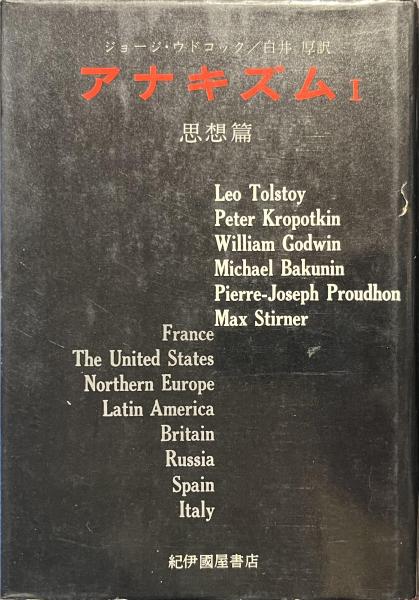 ジョージ・ウドコック／白井 厚訳
アナキズム I
思想篇
Leo Tolstoy
Peter Kropotkin
William Godwin
Michael Bakunin
Pierre-Joseph Proudhon
Max Stirner
France
The United States
Northern Europe
Latin America
Britain
Russia
Spain
Italy
紀伊國屋書店